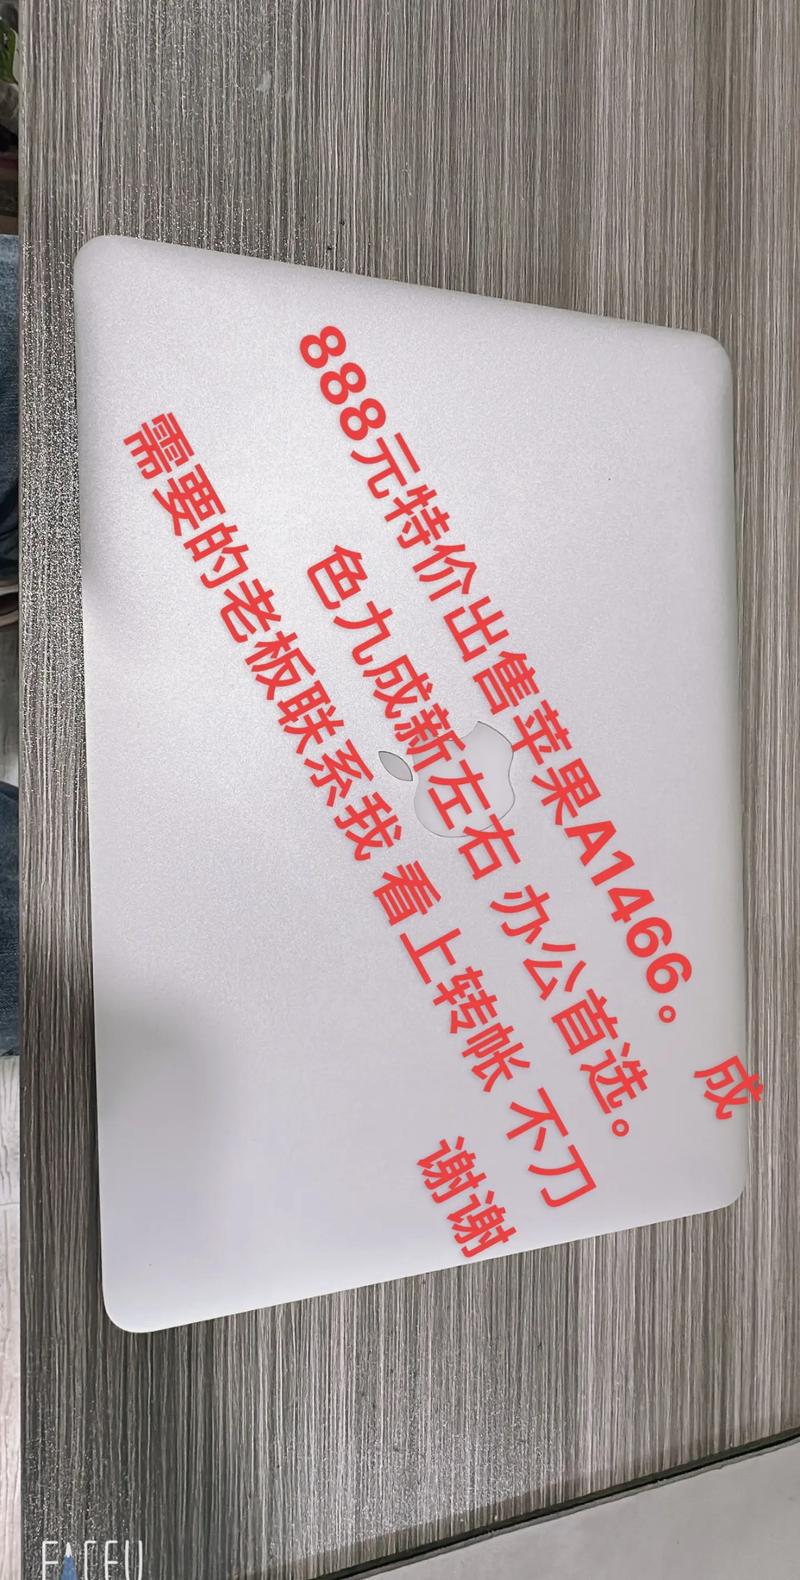 888元特价出售苹果A1466。 成
色九成新左右 办公首选。
需要的老板联系我 看上转帐 不刀
谢谢
FACEU